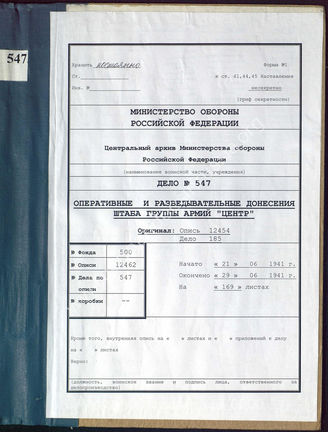 547
Хранить постоянно Форма №1
Ст. к ст. 41,44,45 Наставления
Инв. № несекретно
(гриф секретности)
МИНИСТЕРСТВО ОБОРОНЫ
РОССИЙСКОЙ ФЕДЕРАЦИИ
Центральный архив Министерства обороны
Российской Федерации
(наименование воинской части, учреждения)
ДЕЛО № 547
ОПЕРАТИВНЫЕ И РАЗВЕДЫВАТЕЛЬНЫЕ ДОНЕСЕНИЯ
ШТАБА ГРУППЫ АРМИЙ "ЦЕНТР"
Оригинал: Опись 12454
Дело 185
№ Фонда 500
№ Описи 12462
№ Дела по описи 547
№ коробки --
Начато « 21 » 06 1941 г.
Окончено « 29 » 06 1941 г.
На « 169 » листах
Кроме того, внутренняя опись на « » листах и « » приложений к делу
на « » листах
Верно:
(должность, воинское звание и подпись лица, ответственного за
делопроизводство)